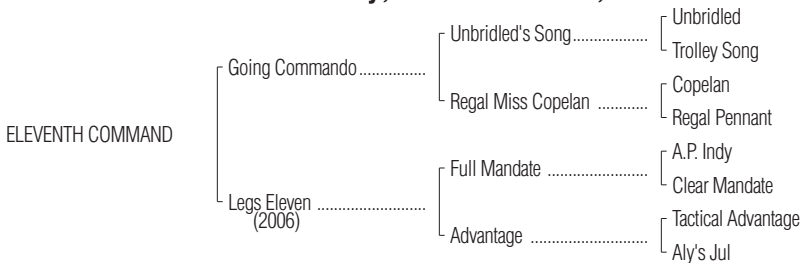 Unbridled
Unbridled's Song.................
Trolley Song
Going Commando ................
Copelan
Regal Miss Copelan ............
Regal Pennant
ELEVENTH COMMAND
A.P. Indy
Full Mandate .......................
Clear Mandate
Legs Eleven ..........................
(2006)
Tactical Advantage
Advantage ...........................
Aly's Jul